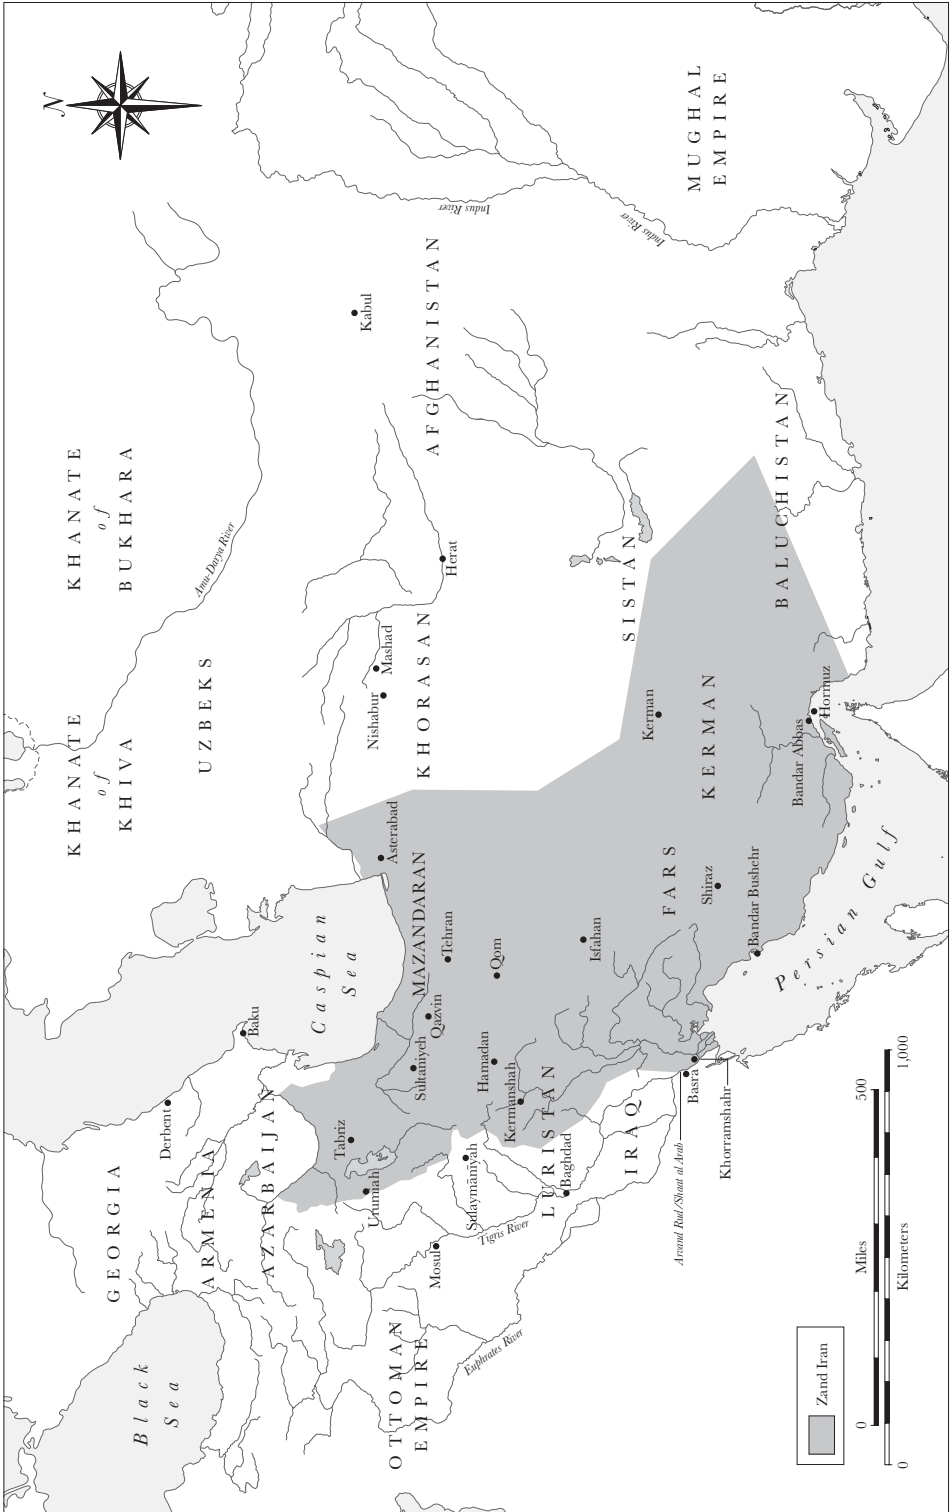 N
Black
Sea
GEORGIA
ARMENIA
AZARBAIJAN
OTTOMAN
EMPIRE
Derbent
Baku
Caspian
Sea
KHANATE
of
KHIVA
UZBEKS
KHANATE
of
BUKHARA
Amu-Darya River
Tabriz
Urumiah
Mosul
Sulaymāniyah
Tigris River
Euphrates River
Sultaniyeh
Qazvin
MAZANDARAN
Tehran
Asterabad
Nishabur
Mashad
KHORASAN
Herat
AFGHANISTAN
Kabul
Indus River
Indus River
MUGHAL
EMPIRE
Hamadan
Qom
Kermanshah
LURISTAN
Baghdad
IRAQ
Isfahan
SISTAN
Kerman
KERMAN
FARS
Shiraz
Basra
Arvand Rud/Shaat al Arab
Khorramshahr
Bandar Bushehr
Bandar Abbas
Hormuz
BALUCHISTAN
Persian Gulf
Zand Iran
0
Miles
500
0
Kilometers
1,000